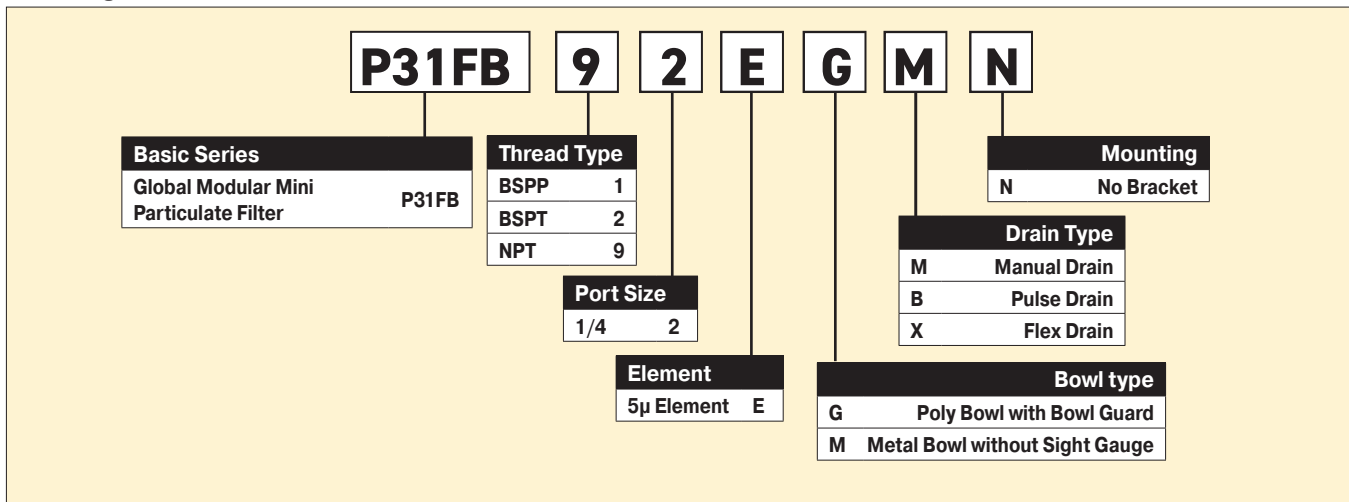 P31FB 9 2 E G M N
Basic Series
Global Modular Mini
Particulate Filter P31FB
Thread Type
BSPP 1
BSPT 2
NPT 9
Port Size
1/4 2
Element
5μ Element E
Mounting
N No Bracket
Drain Type
M Manual Drain
B Pulse Drain
X Flex Drain
Bowl type
G Poly Bowl with Bowl Guard
M Metal Bowl without Sight Gauge